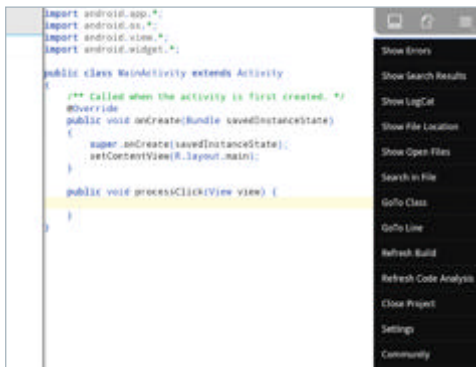 import android.app.*;
import android.os.*;
import android.view.*;
import android.widget.*;
public class MainActivity extends Activity
{
/** Called when the activity is first created. */
@Override
public void onCreate(Bundle savedInstanceState)
{
super.onCreate(savedInstanceState);
setContentView(R.layout.main);
}
public void processClick(View view) {
}
}
Show Errors
Show Search Results
Show LogCat
Show File Location
Show Open Files
Search in File
GoTo Class
GoTo Line
Refresh Build
Refresh Code Analysis
Close Project
Settings
Community